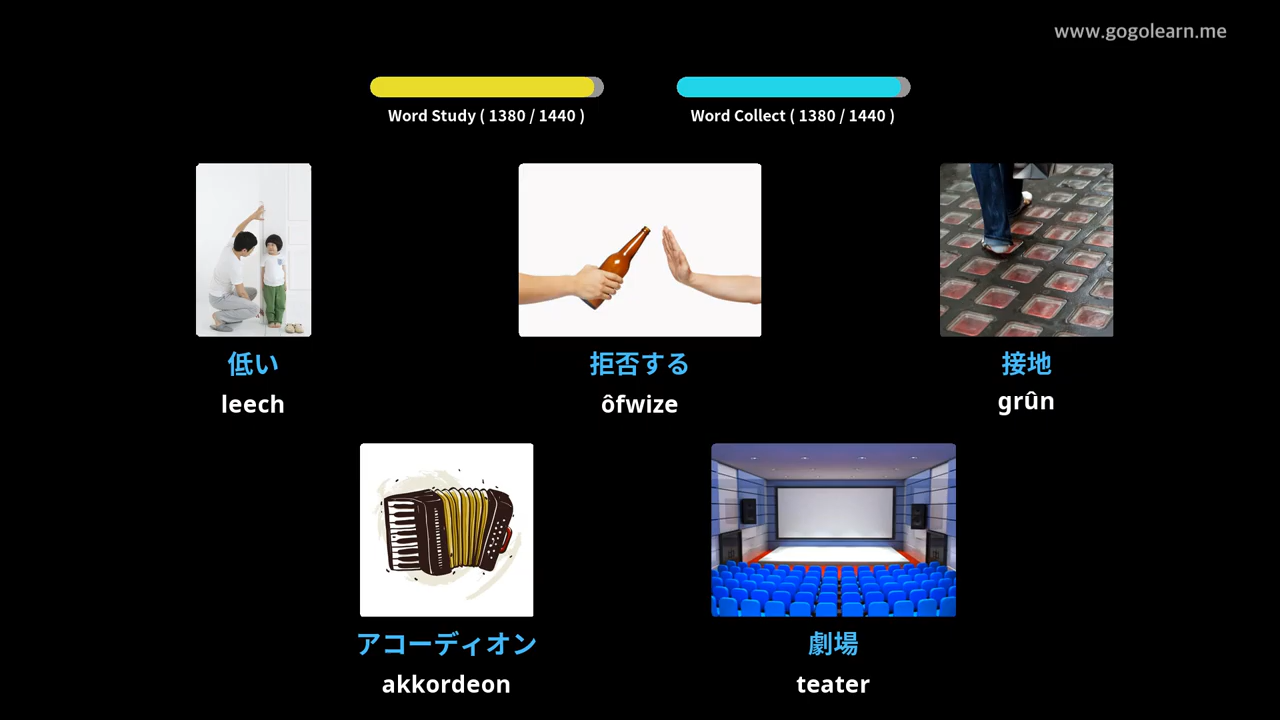 www.gogolearn.me
Word Study ( 1380 / 1440 )
Word Collect ( 1380 / 1440 )
低い
leech
拒否する
ôfwize
接地
grûn
アコーディオン
akkordeon
劇場
teater